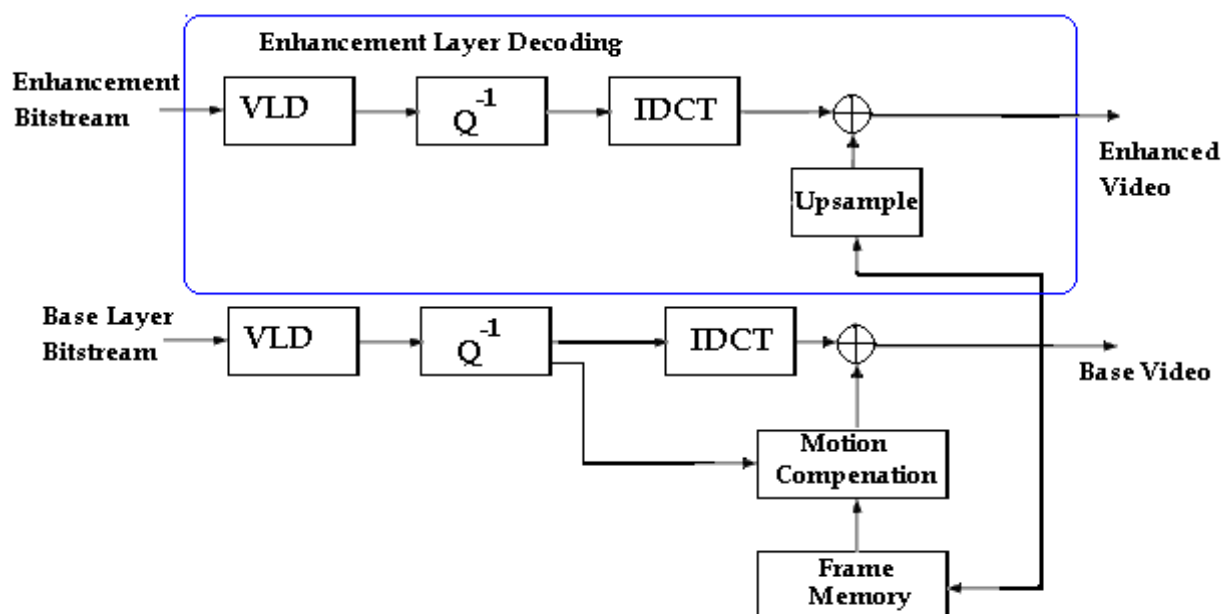 Enhancement Layer Decoding
Enhancement
Bitstream
VLD
Q⁻¹
IDCT
Enhanced
Video
Upsample
Base Layer
Bitstream
VLD
Q⁻¹
IDCT
Base Video
Motion
Compenation
Frame
Memory